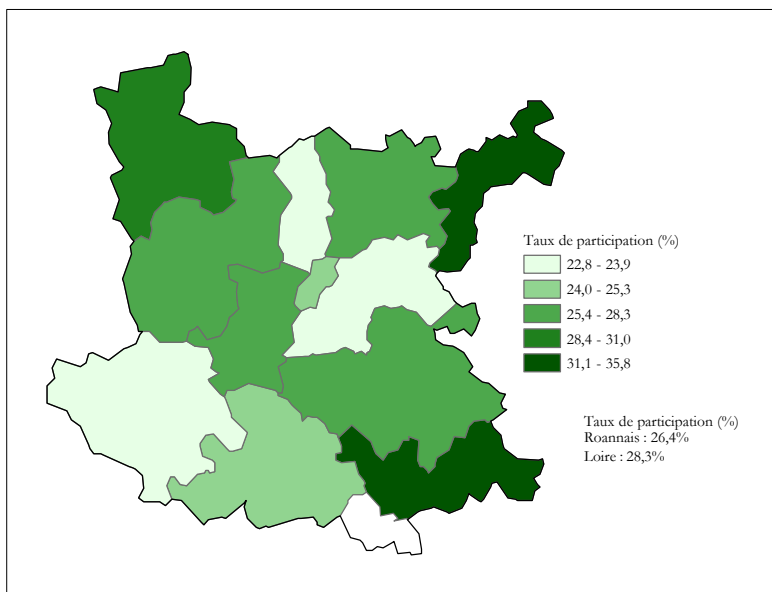 Taux de participation (%)
22,8 - 23,9
24,0 - 25,3
25,4 - 28,3
28,4 - 31,0
31,1 - 35,8
Taux de participation (%)
Roannais : 26,4%
Loire : 28,3%